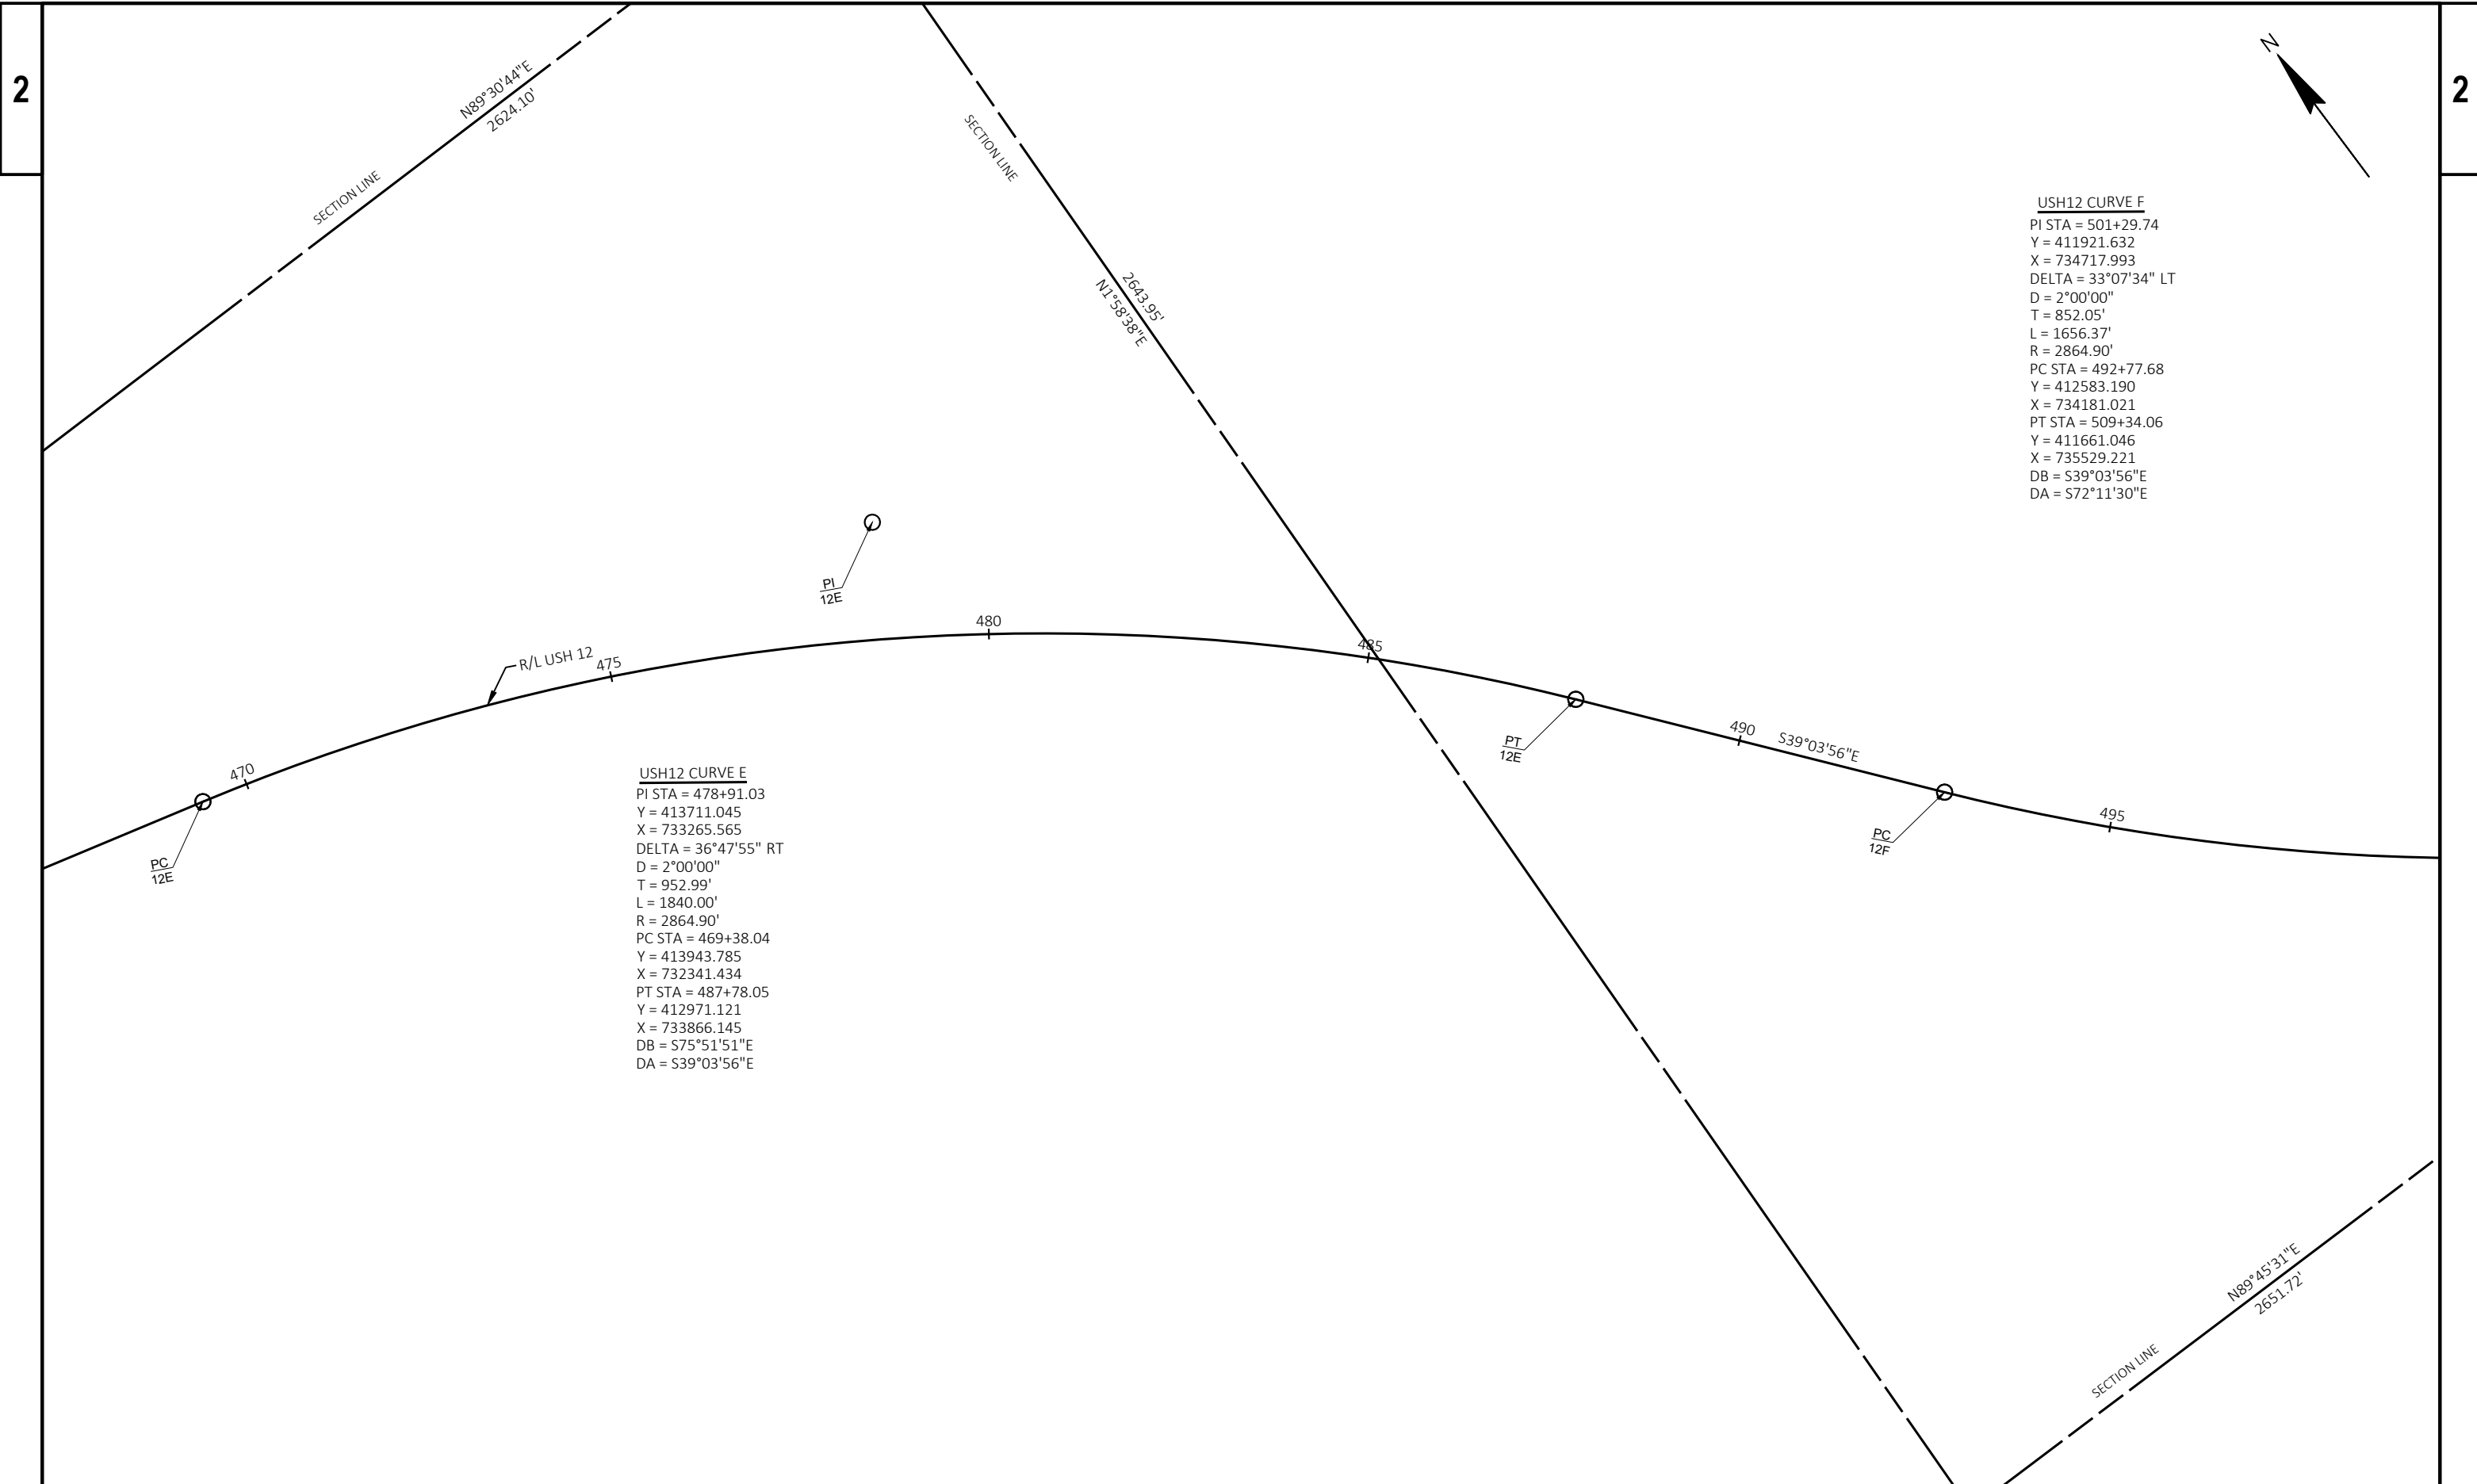 2
2
N
N89°30'44"E
2624.10'
SECTION LINE
SECTION LINE
2643.95'
N1°58'38"E
USH12 CURVE F
PI STA = 501+29.74
Y = 411921.632
X = 734717.993
DELTA = 33°07'34" LT
D = 2°00'00"
T = 852.05'
L = 1656.37'
R = 2864.90'
PC STA = 492+77.68
Y = 412583.190
X = 734181.021
PT STA = 509+34.06
Y = 411661.046
X = 735529.221
DB = S39°03'56"E
DA = S72°11'30"E
PI
12E
480
R/L USH 12
475
485
470
PC
12E
PT
12E
490
S39°03'56"E
PC
12F
495
USH12 CURVE E
PI STA = 478+91.03
Y = 413711.045
X = 733265.565
DELTA = 36°47'55" RT
D = 2°00'00"
T = 952.99'
L = 1840.00'
R = 2864.90'
PC STA = 469+38.04
Y = 413943.785
X = 732341.434
PT STA = 487+78.05
Y = 412971.121
X = 733866.145
DB = S75°51'51"E
DA = S39°03'56"E
N89°45'31"E
2651.72'
SECTION LINE